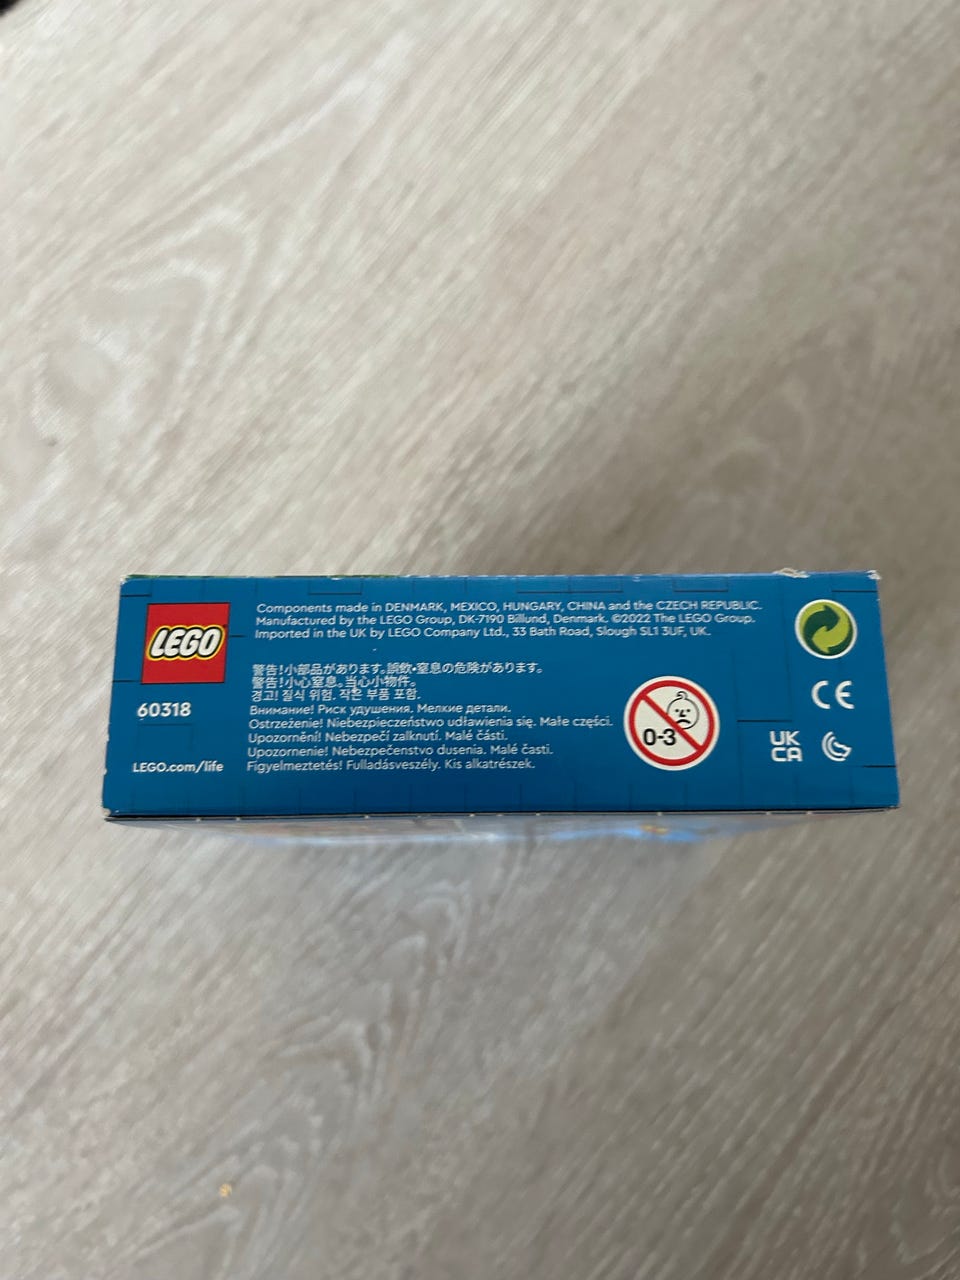 LEGO
60318
LEGO.com/life
Components made in DENMARK, MEXICO, HUNGARY, CHINA and the CZECH REPUBLIC.
Manufactured by the LEGO Group, DK-7190 Billund, Denmark. ©2022 The LEGO Group.
Imported in the UK by LEGO Company Ltd., 33 Bath Road, Slough SL1 3UF, UK.
警告！小部品があります。誤飲•窒息の危険があります。
警告！小心窒息。当心小物件。
경고! 질식 위험. 작은 부품 포함.
Внимание! Риск удушения. Мелкие детали.
Ostrzeżenie! Niebezpieczeństwo udławienia się. Małe części.
Upozornění! Nebezpečí zalknutí. Malé části.
Upozornenie! Nebezpečenstvo dusenia. Malé časti.
Figyelmeztetés! Fulladásveszély. Kis alkatrészek.
0-3
CE
UK
CA